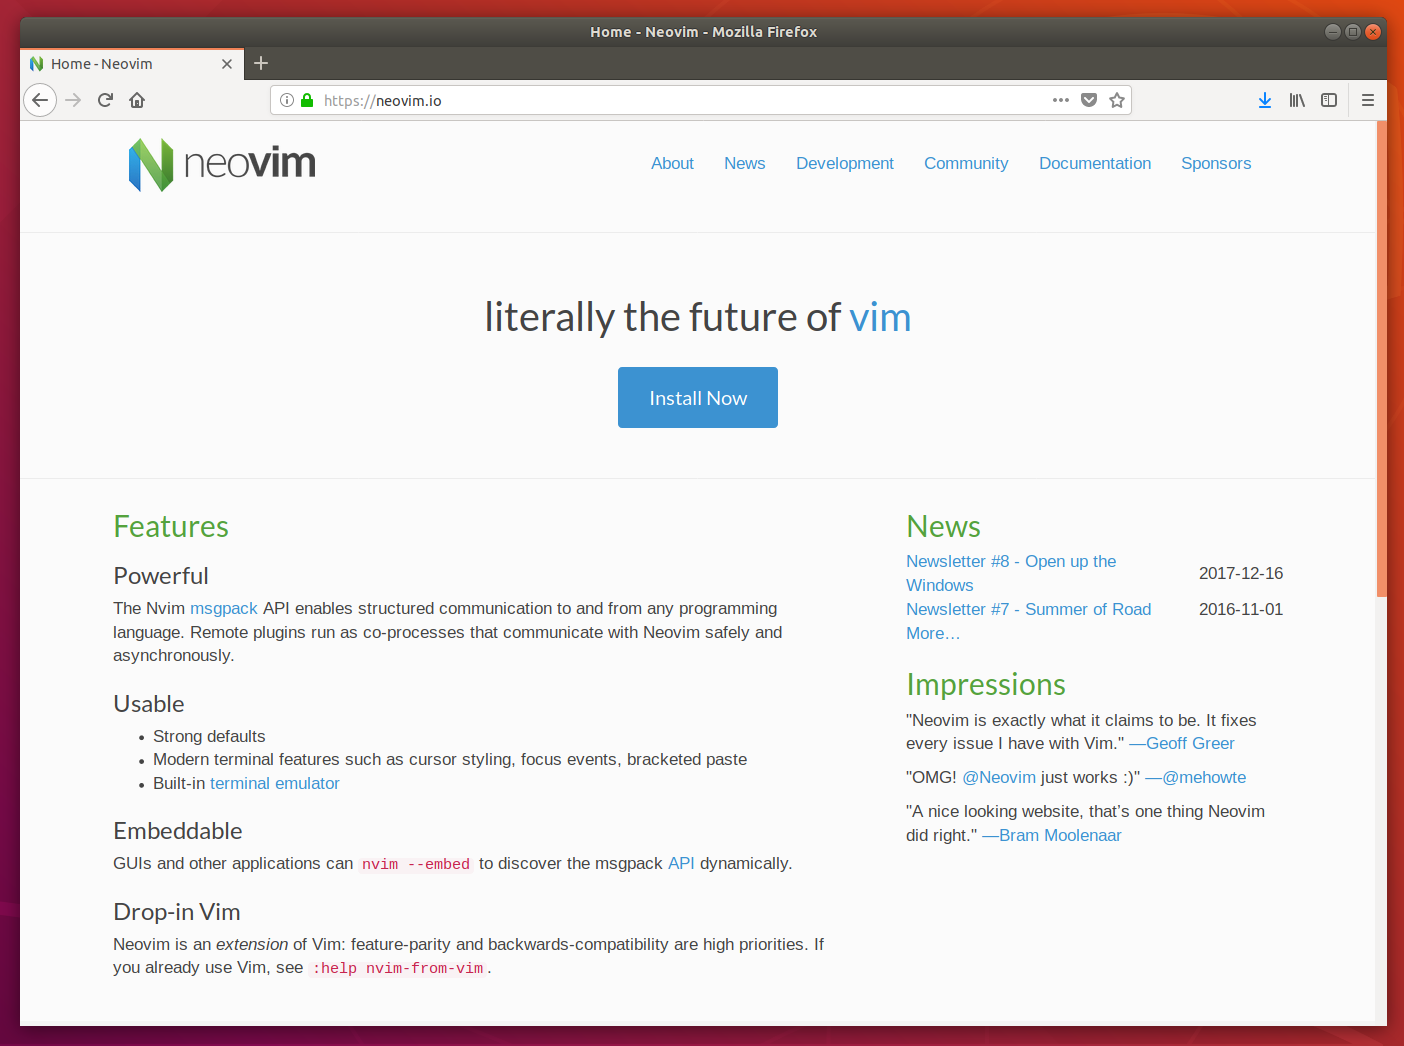 Home - Neovim - Mozilla Firefox
Home - Neovim
https://neovim.io
neovim
About News Development Community Documentation Sponsors
literally the future of vim
Install Now
Features
Powerful
The Nvim msgpack API enables structured communication to and from any programming
language. Remote plugins run as co-processes that communicate with Neovim safely and
asynchronously.
Usable
• Strong defaults
• Modern terminal features such as cursor styling, focus events, bracketed paste
• Built-in terminal emulator
Embeddable
GUIs and other applications can nvim --embed to discover the msgpack API dynamically.
Drop-in Vim
Neovim is an extension of Vim: feature-parity and backwards-compatibility are high priorities. If
you already use Vim, see :help nvim-from-vim.
News
Newsletter #8 - Open up the
Windows
2017-12-16
Newsletter #7 - Summer of Road 2016-11-01
More…
Impressions
"Neovim is exactly what it claims to be. It fixes
every issue I have with Vim." —Geoff Greer
"OMG! @Neovim just works :)" —@mehowte
"A nice looking website, that’s one thing Neovim
did right." —Bram Moolenaar